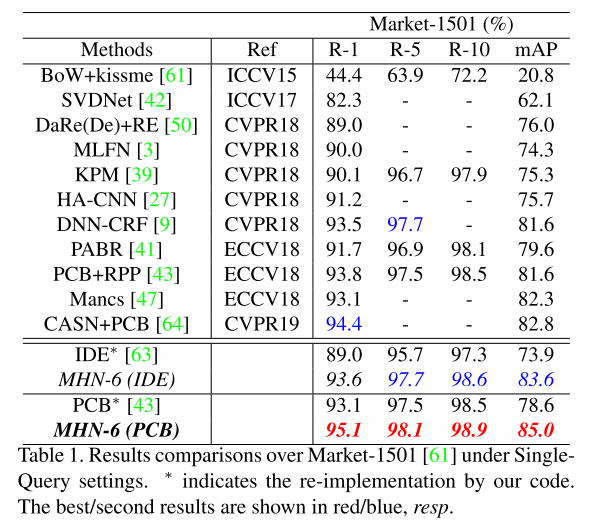 Market-1501 (%)
Methods Ref R-1 R-5 R-10 mAP
BoW+kissme [61] ICCV15 44.4 63.9 72.2 20.8
SVDNet [42] ICCV17 82.3 - - 62.1
DaRe(De)+RE [50] CVPR18 89.0 - - 76.0
MLFN [3] CVPR18 90.0 - - 74.3
KPM [39] CVPR18 90.1 96.7 97.9 75.3
HA-CNN [27] CVPR18 91.2 - - 75.7
DNN-CRF [9] CVPR18 93.5 97.7 - 81.6
PABR [41] ECCV18 91.7 96.9 98.1 79.6
PCB+RPP [43] ECCV18 93.8 97.5 98.5 81.6
Mancs [47] ECCV18 93.1 - - 82.3
CASN+PCB [64] CVPR19 94.4 - - 82.8
IDE* [63] 89.0 95.7 97.3 73.9
MHN-6 (IDE) 93.6 97.7 98.6 83.6
PCB* [43] 93.1 97.5 98.5 78.6
MHN-6 (PCB) 95.1 98.1 98.9 85.0
Table 1. Results comparisons over Market-1501 [61] under Single-
Query settings. * indicates the re-implementation by our code.
The best/second results are shown in red/blue, resp.